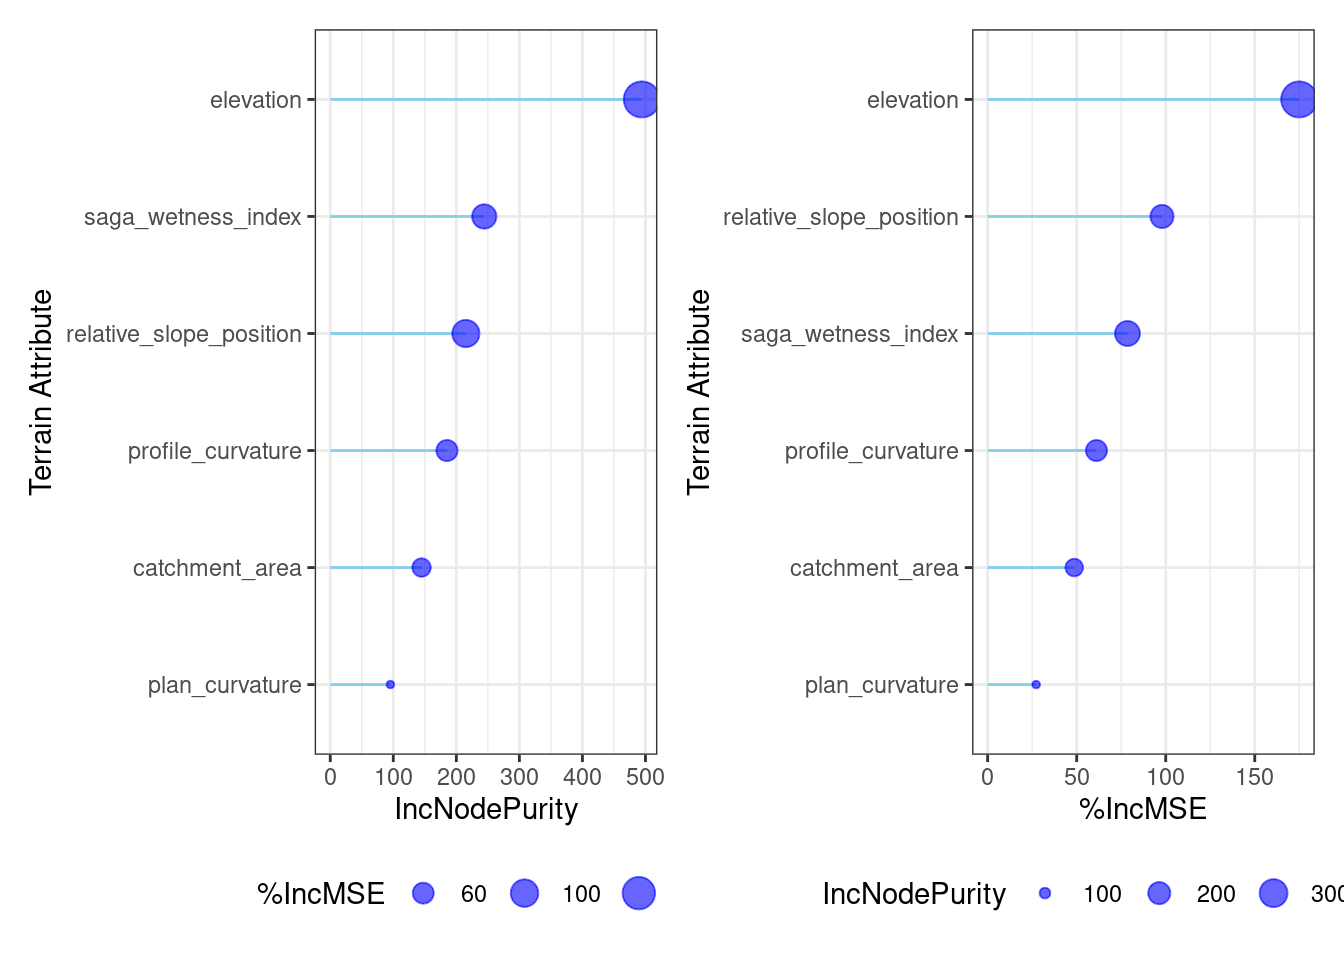 Terrain Attribute
elevation
saga_wetness_index
relative_slope_position
profile_curvature
catchment_area
plan_curvature
0 100 200 300 400 500
IncNodePurity
%IncMSE 60 100
Terrain Attribute
elevation
relative_slope_position
saga_wetness_index
profile_curvature
catchment_area
plan_curvature
0 50 100 150
%IncMSE
IncNodePurity 100 200 300